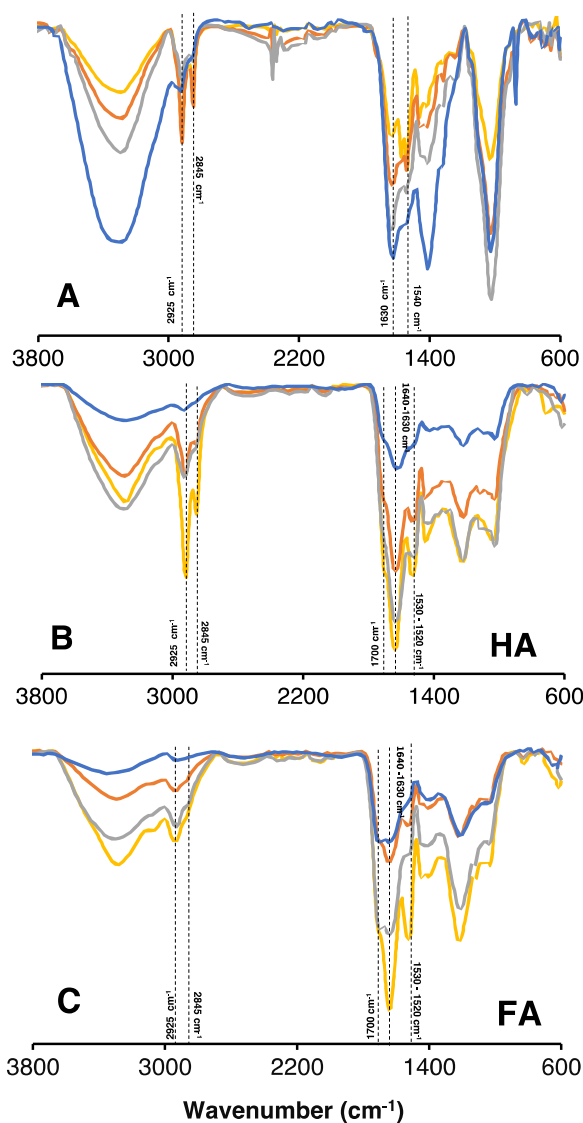 2925 cm-1
2845 cm-1
1630 cm-1
1540 cm-1
A
3800 3000 2200 1400 600
1640 -1630 cm-1
2925 cm-1
2845 cm-1
1700 cm-1
1530 - 1520 cm-1
B
HA
3800 3000 2200 1400 600
1640 -1630 cm-1
2925 cm-1
2845 cm-1
1700 cm-1
1530 - 1520 cm-1
C
FA
3800 3000 2200 1400 600
Wavenumber (cm-1)